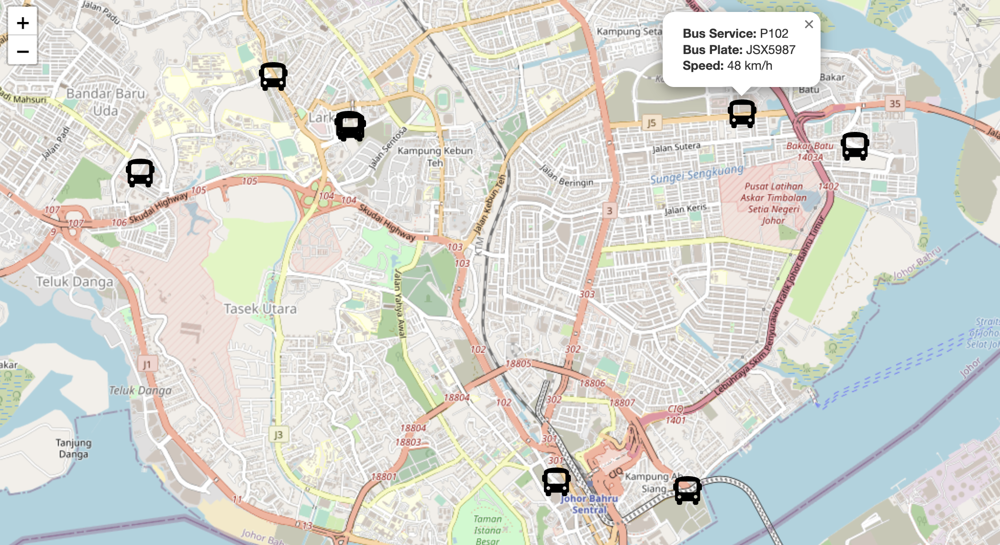 +
−
Bus Service: P102
Bus Plate: JSX5987
Speed: 48 km/h
×
Jalan Padu
Kampung Seta
Bakar
Batu
Bandar Baru
Uda
adi Mahsuri
Jalan Padi
Lark
Jalan Sentosa
Kampung Kebun
Teh
J5
35
Jala
Jalan Sutera
Bakar Batu
1403A
Jalan Beringin
Sungei Sengkuang
Pusat Latihan
Askar Timbalan
Setia Negeri
Johor
1402
105
105
104
104
Skudai Highway
Skudai Highway
107
107
106
9
Jalan Kebun Teh
KTM
3
Jalan Keris
103
103
Teluk Danga
Tasek Utara
Jalan Yahya Awal
303
Lebuhraya Skim Penyuraian Trafik Johor Bahru Timur
Johor Bahru
Straits
of Joho
Selat Joh
Johor
102
302
18805
18806
J1
akar
Teluk Danga
18804
102
302
18807
CIQ
1401
18804
18803
J3
301
301
Tanjung
Danga
18801
CIQ
Kampung Ab
Siang
Johor Bahru
Sentral
11
13
Johor Bah
Taman
Istana
Besar